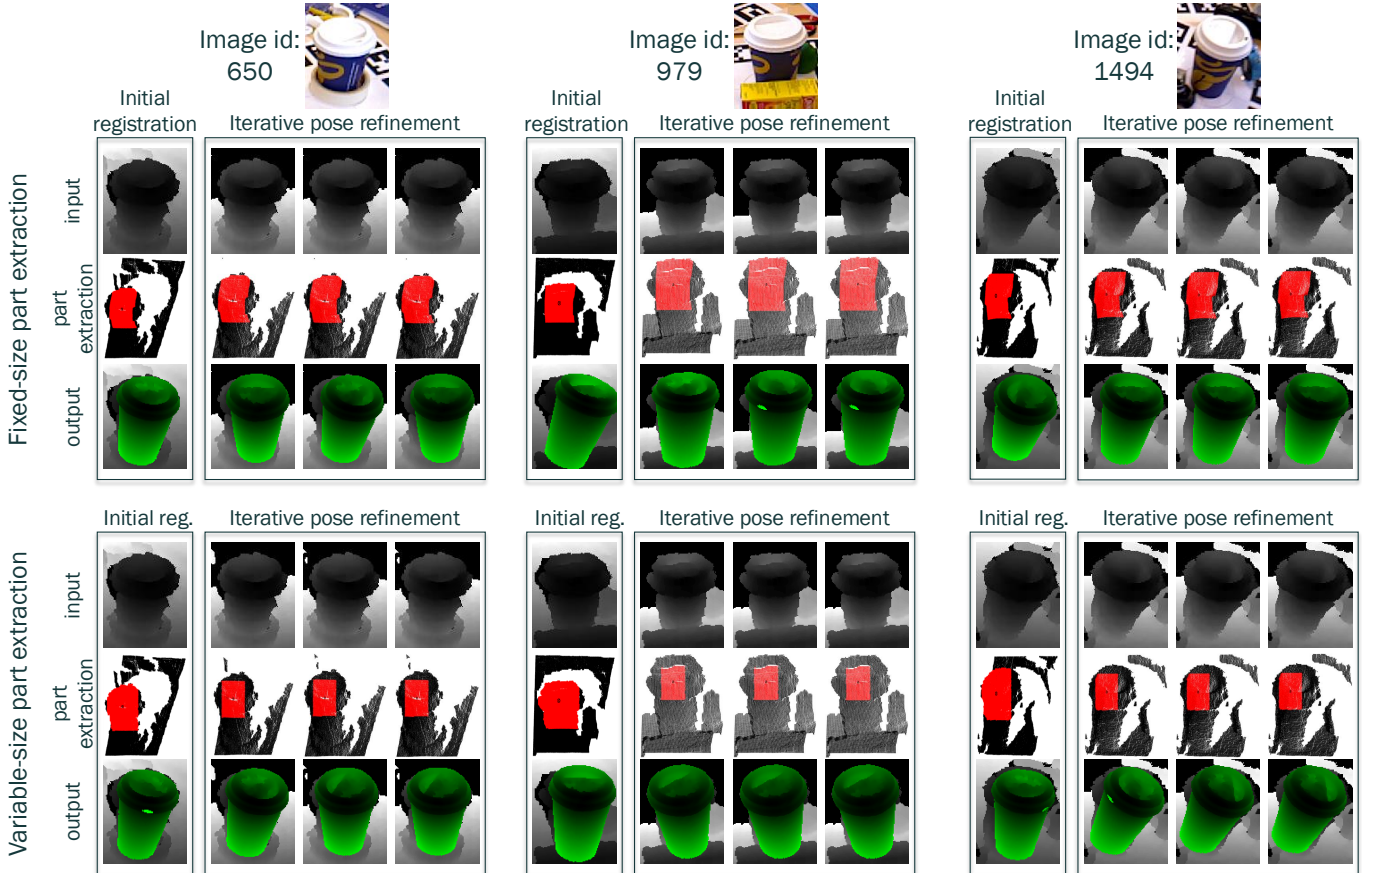 Image id:
650
Image id:
979
Image id:
1494
Initial
registration
Iterative pose refinement
Initial
registration
Iterative pose refinement
Initial
registration
Iterative pose refinement
Fixed-size part extraction
input
part
extraction
output
Initial reg.
Iterative pose refinement
Initial reg.
Iterative pose refinement
Initial reg.
Iterative pose refinement
Variable-size part extraction
input
part
extraction
output